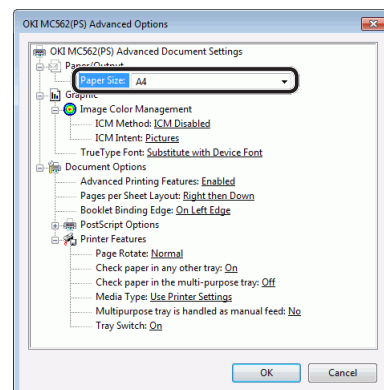 OKI MC562(PS) Advanced Options
OKI MC562(PS) Advanced Document Settings
Paper/Output
Paper Size: A4
Graphic
Image Color Management
ICM Method: ICM Disabled
ICM Intent: Pictures
TrueType Font: Substitute with Device Font
Document Options
Advanced Printing Features: Enabled
Pages per Sheet Layout: Right then Down
Booklet Binding Edge: On Left Edge
PostScript Options
Printer Features
Page Rotate: Normal
Check paper in any other tray: On
Check paper in the multi-purpose tray: Off
Media Type: Use Printer Settings
Multipurpose tray is handled as manual feed: No
Tray Switch: On
OK Cancel